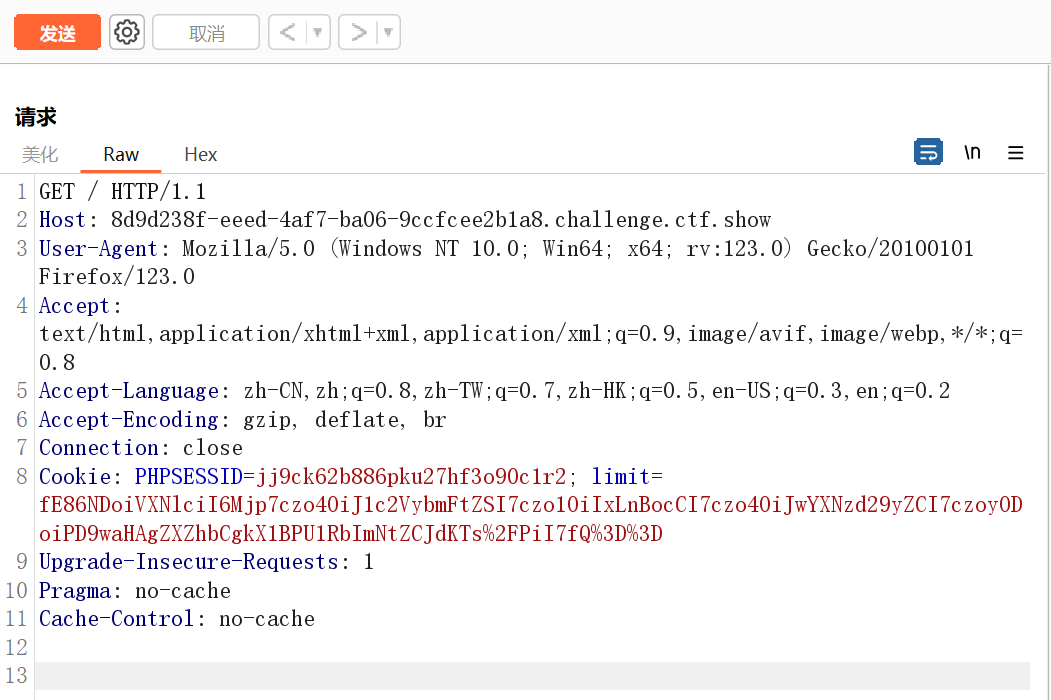 发送 取消 < ▼ > ▼
请求
美化 Raw Hex \n ≡
1 GET / HTTP/1.1
2 Host: 8d9d238f-eeed-4af7-ba06-9ccfcee2b1a8.challenge.ctf.show
3 User-Agent: Mozilla/5.0 (Windows NT 10.0; Win64; x64; rv:123.0) Gecko/20100101
Firefox/123.0
4 Accept:
text/html,application/xhtml+xml,application/xml;q=0.9,image/avif,image/webp,*/*;q=
0.8
5 Accept-Language: zh-CN,zh;q=0.8,zh-TW;q=0.7,zh-HK;q=0.5,en-US;q=0.3,en;q=0.2
6 Accept-Encoding: gzip, deflate, br
7 Connection: close
8 Cookie: PHPSESSID=jj9ck62b886pku27hf3o90c1r2; limit=
fE86NDoiVXNlciI6Mjp7czo4OiJ1c2VybmFtZSI7czo1OiIxLnBocCI7czo4OiJwYXNzd29yZCI7czoyOD
oiPD9waHAgZXZhbCgkX1BPU1RbImNtZCJdKTs%2FPiI7fQ%3D%3D
9 Upgrade-Insecure-Requests: 1
10 Pragma: no-cache
11 Cache-Control: no-cache
12
13